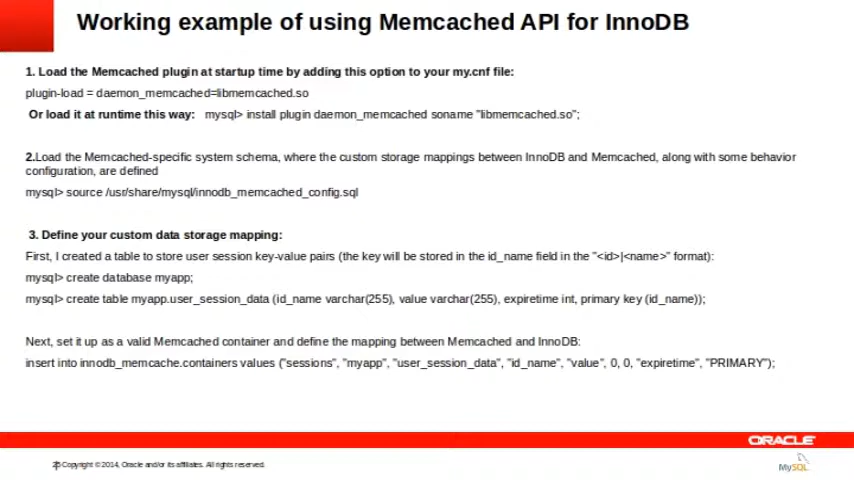 Working example of using Memcached API for InnoDB
1. Load the Memcached plugin at startup time by adding this option to your my.cnf file:
plugin-load = daemon_memcached=libmemcached.so
Or load it at runtime this way: mysql> install plugin daemon_memcached soname "libmemcached.so";
2.Load the Memcached-specific system schema, where the custom storage mappings between InnoDB and Memcached, along with some behavior
configuration, are defined
mysql> source /usr/share/mysql/innodb_memcached_config.sql
3. Define your custom data storage mapping:
First, I created a table to store user session key-value pairs (the key will be stored in the id_name field in the "<id>|<name>" format):
mysql> create database myapp;
mysql> create table myapp.user_session_data (id_name varchar(255), value varchar(255), expiretime int, primary key (id_name));
Next, set it up as a valid Memcached container and define the mapping between Memcached and InnoDB:
insert into innodb_memcache.containers values ("sessions", "myapp", "user_session_data", "id_name", "value", 0, 0, "expiretime", "PRIMARY");
ORACLE
Copyright © 2014, Oracle and/or its affiliates. All rights reserved.
MySQL